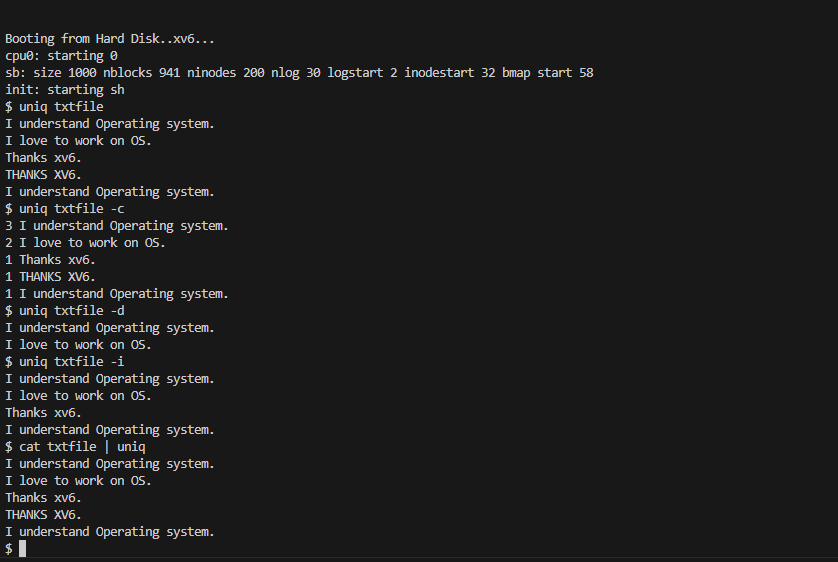 Booting from Hard Disk..xv6...
cpu0: starting 0
sb: size 1000 nblocks 941 ninodes 200 nlog 30 logstart 2 inodestart 32 bmap start 58
init: starting sh
$ uniq txtfile
I understand Operating system.
I love to work on OS.
Thanks xv6.
THANKS XV6.
I understand Operating system.
$ uniq txtfile -c
3 I understand Operating system.
2 I love to work on OS.
1 Thanks xv6.
1 THANKS XV6.
1 I understand Operating system.
$ uniq txtfile -d
I understand Operating system.
I love to work on OS.
$ uniq txtfile -i
I understand Operating system.
I love to work on OS.
Thanks xv6.
I understand Operating system.
$ cat txtfile | uniq
I understand Operating system.
I love to work on OS.
Thanks xv6.
THANKS XV6.
I understand Operating system.
$